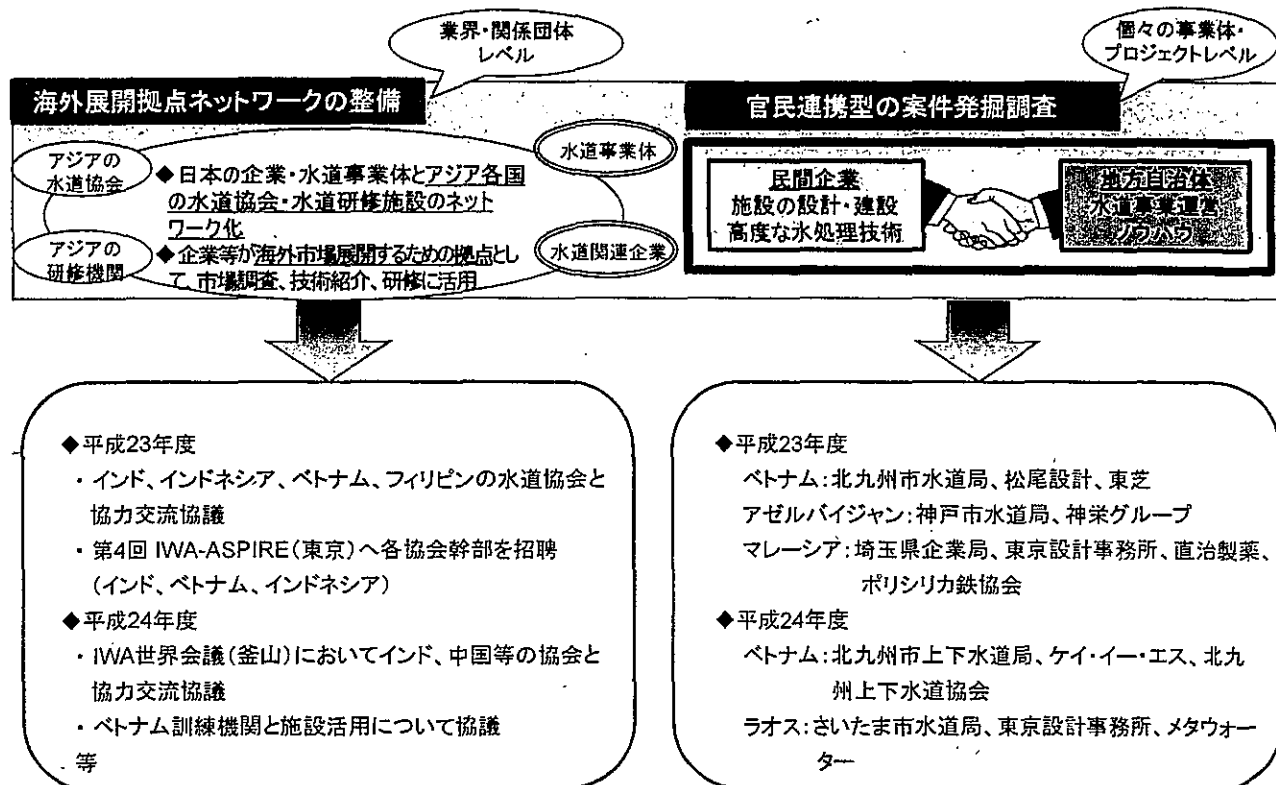 業界・関係団体
レベル
海外展開拠点ネットワークの整備
アジアの
水道協会
水道事業体
◆日本の企業・水道事業体とアジア各国
の水道協会・水道研修施設のネット
ワーク化
アジアの
研修機関
水道関連企業
◆企業等が海外市場展開するための拠点とし
て、市場調査、技術紹介、研修に活用
◆平成23年度
・インド、インドネシア、ベトナム、フィリピンの水道協会と
協力交流協議
・第4回 IWA-ASPIRE(東京)へ各協会幹部を招聘
(インド、ベトナム、インドネシア)
◆平成24年度
・IWA世界会議(釜山)においてインド、中国等の協会と
協力交流協議
・ベトナム訓練機関と施設活用について協議
等
個々の事業体・
プロジェクトレベル
官民連携型の案件発掘調査
民間企業
施設の設計・建設
高度な水処理技術
地方自治体
水道事業運営
ノウハウ
◆平成23年度
ベトナム:北九州市水道局、松尾設計、東芝
アゼルバイジャン:神戸市水道局、神栄グループ
マレーシア:埼玉県企業局、東京設計事務所、直治製薬、
ポリシリカ鉄協会
◆平成24年度
ベトナム:北九州市上下水道局、ケイ・イー・エス、北九
州上下水道協会
ラオス:さいたま市水道局、東京設計事務所、メタウォー
ター